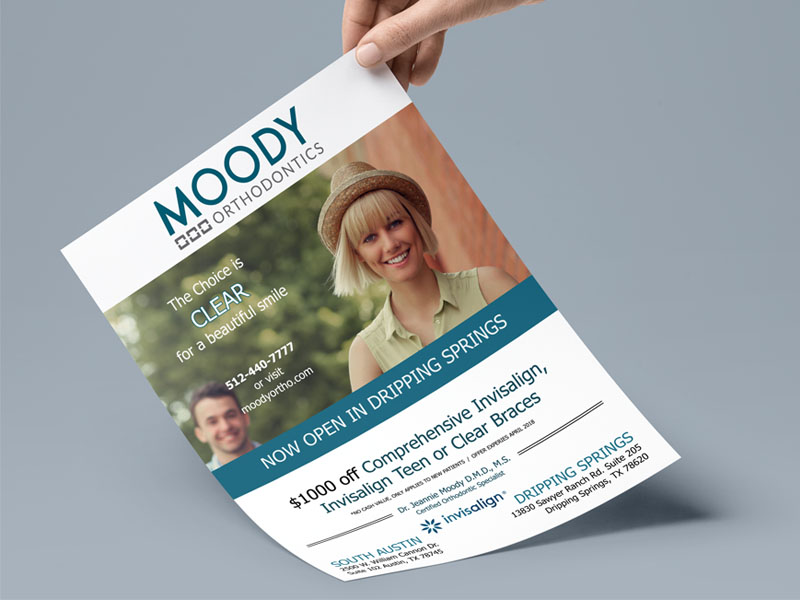 MOODY
ORTHODONTICS
The Choice is
CLEAR
for a beautiful smile
512-440-7777
or visit
moodyortho.com
NOW OPEN IN DRIPPING SPRINGS
$1000 off Comprehensive Invisalign,
Invisalign Teen or Clear Braces
*NO CASH VALUE, ONLY APPLIES TO NEW PATIENTS / OFFER EXPERIES APRIL 2018
Dr. Jeannie Moody D.M.D., M.S.
Certified Orthodontic Specialist
invisalign®
SOUTH AUSTIN
2500 W. William Cannon Dr.
Suite 102 Austin, TX 78745
DRIPPING SPRINGS
13830 Sawyer Ranch Rd. Suite 205
Dripping Springs, TX 78620